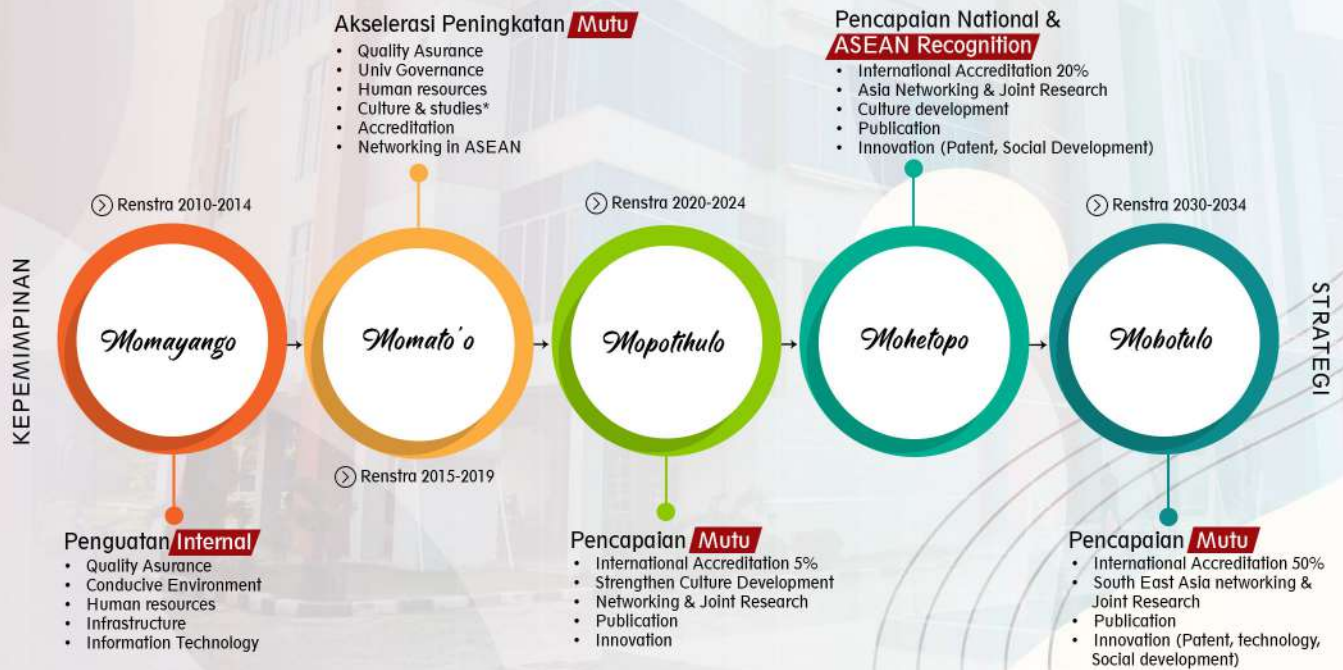 Akselerasi Peningkatan Mutu
• Quality Asurance
• Univ Governance
• Human resources
• Culture & studies*
• Accreditation
• Networking in ASEAN
Pencapaian National &
ASEAN Recognition
• International Accreditation 20%
• Asia Networking & Joint Research
• Culture development
• Publication
• Innovation (Patent, Social Development)
Renstra 2010-2014
Renstra 2020-2024
Renstra 2030-2034
KEPEMIMPINAN
Momayango
Momato'o
Mopotihulo
Mohetopo
Mobotulo
STRATEGI
Renstra 2015-2019
Penguatan Internal
• Quality Asurance
• Conducive Environment
• Human resources
• Infrastructure
• Information Technology
Pencapaian Mutu
• International Accreditation 5%
• Strengthen Culture Development
• Networking & Joint Research
• Publication
• Innovation
Pencapaian Mutu
• International Accreditation 50%
• South East Asia networking &
Joint Research
• Publication
• Innovation (Patent, technology,
Social development)